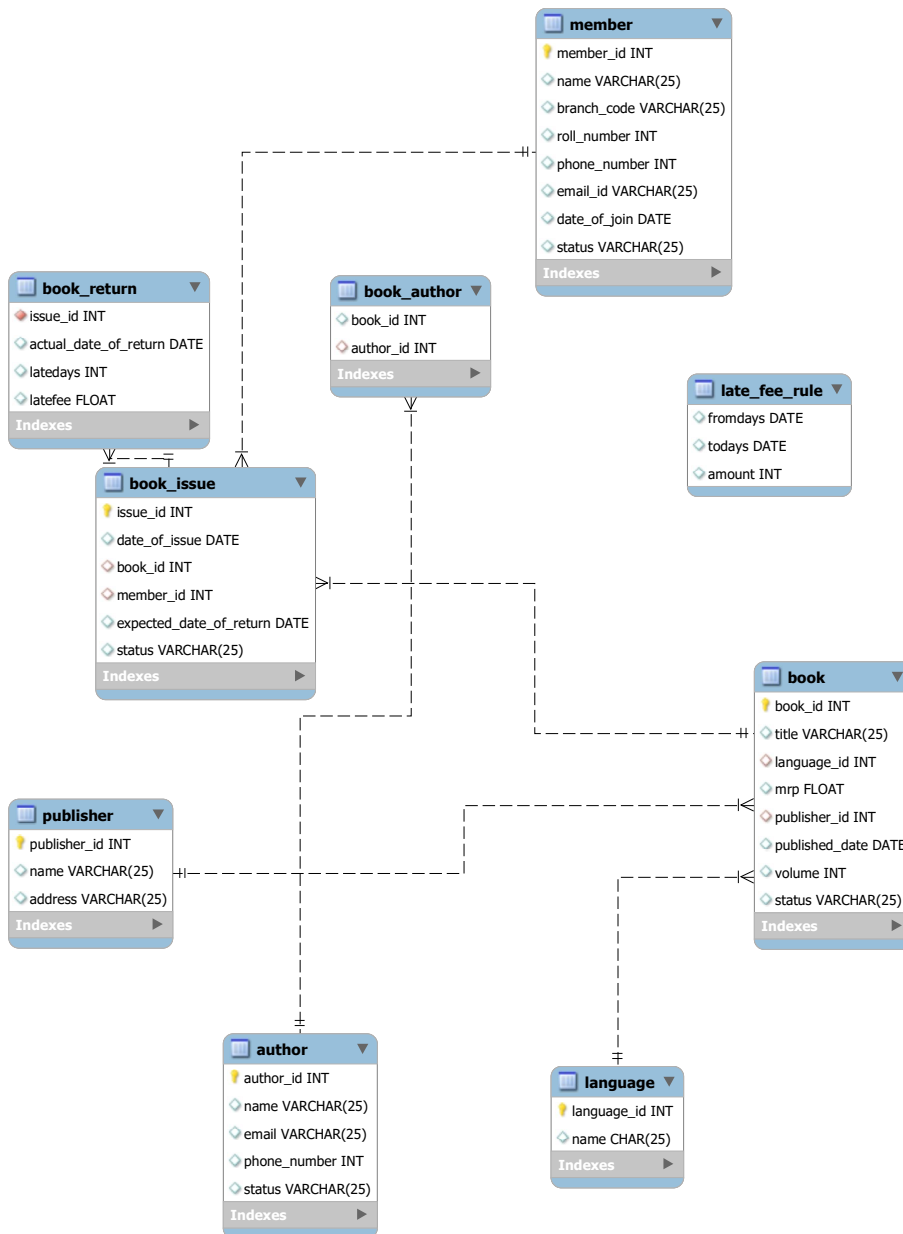 member
member_id INT
name VARCHAR(25)
branch_code VARCHAR(25)
roll_number INT
phone_number INT
email_id VARCHAR(25)
date_of_join DATE
status VARCHAR(25)
Indexes
book_return
issue_id INT
actual_date_of_return DATE
latedays INT
latefee FLOAT
Indexes
book_author
book_id INT
author_id INT
Indexes
late_fee_rule
fromdays DATE
todays DATE
amount INT
book_issue
issue_id INT
date_of_issue DATE
book_id INT
member_id INT
expected_date_of_return DATE
status VARCHAR(25)
Indexes
book
book_id INT
title VARCHAR(25)
language_id INT
mrp FLOAT
publisher_id INT
published_date DATE
volume INT
status VARCHAR(25)
Indexes
publisher
publisher_id INT
name VARCHAR(25)
address VARCHAR(25)
Indexes
author
author_id INT
name VARCHAR(25)
email VARCHAR(25)
phone_number INT
status VARCHAR(25)
Indexes
language
language_id INT
name CHAR(25)
Indexes